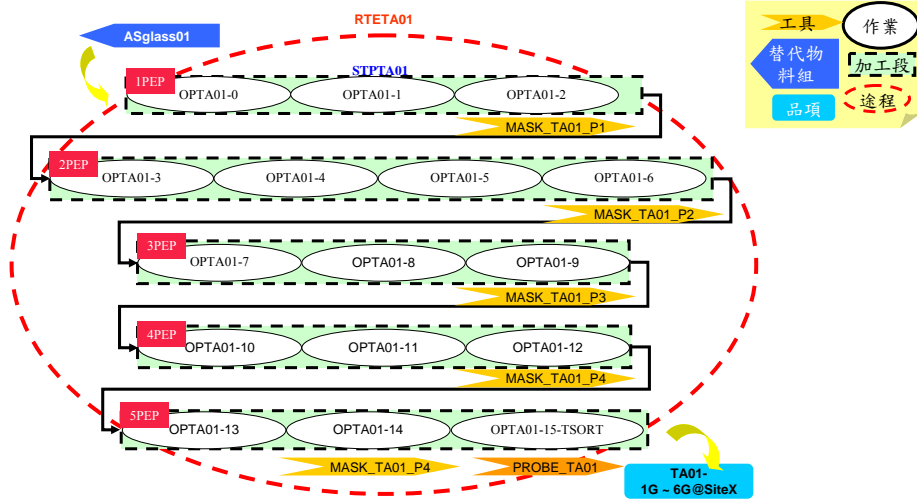 RTETA01
ASglass01
STPTA01
1PEP
OPTA01-0
OPTA01-1
OPTA01-2
MASK_TA01_P1
2PEP
OPTA01-3
OPTA01-4
OPTA01-5
OPTA01-6
MASK_TA01_P2
3PEP
OPTA01-7
OPTA01-8
OPTA01-9
MASK_TA01_P3
4PEP
OPTA01-10
OPTA01-11
OPTA01-12
MASK_TA01_P4
5PEP
OPTA01-13
OPTA01-14
OPTA01-15-TSORT
MASK_TA01_P4
PROBE_TA01
TA01-
1G ~ 6G@SiteX
工具
作業
替代物
料組
加工段
品項
途程